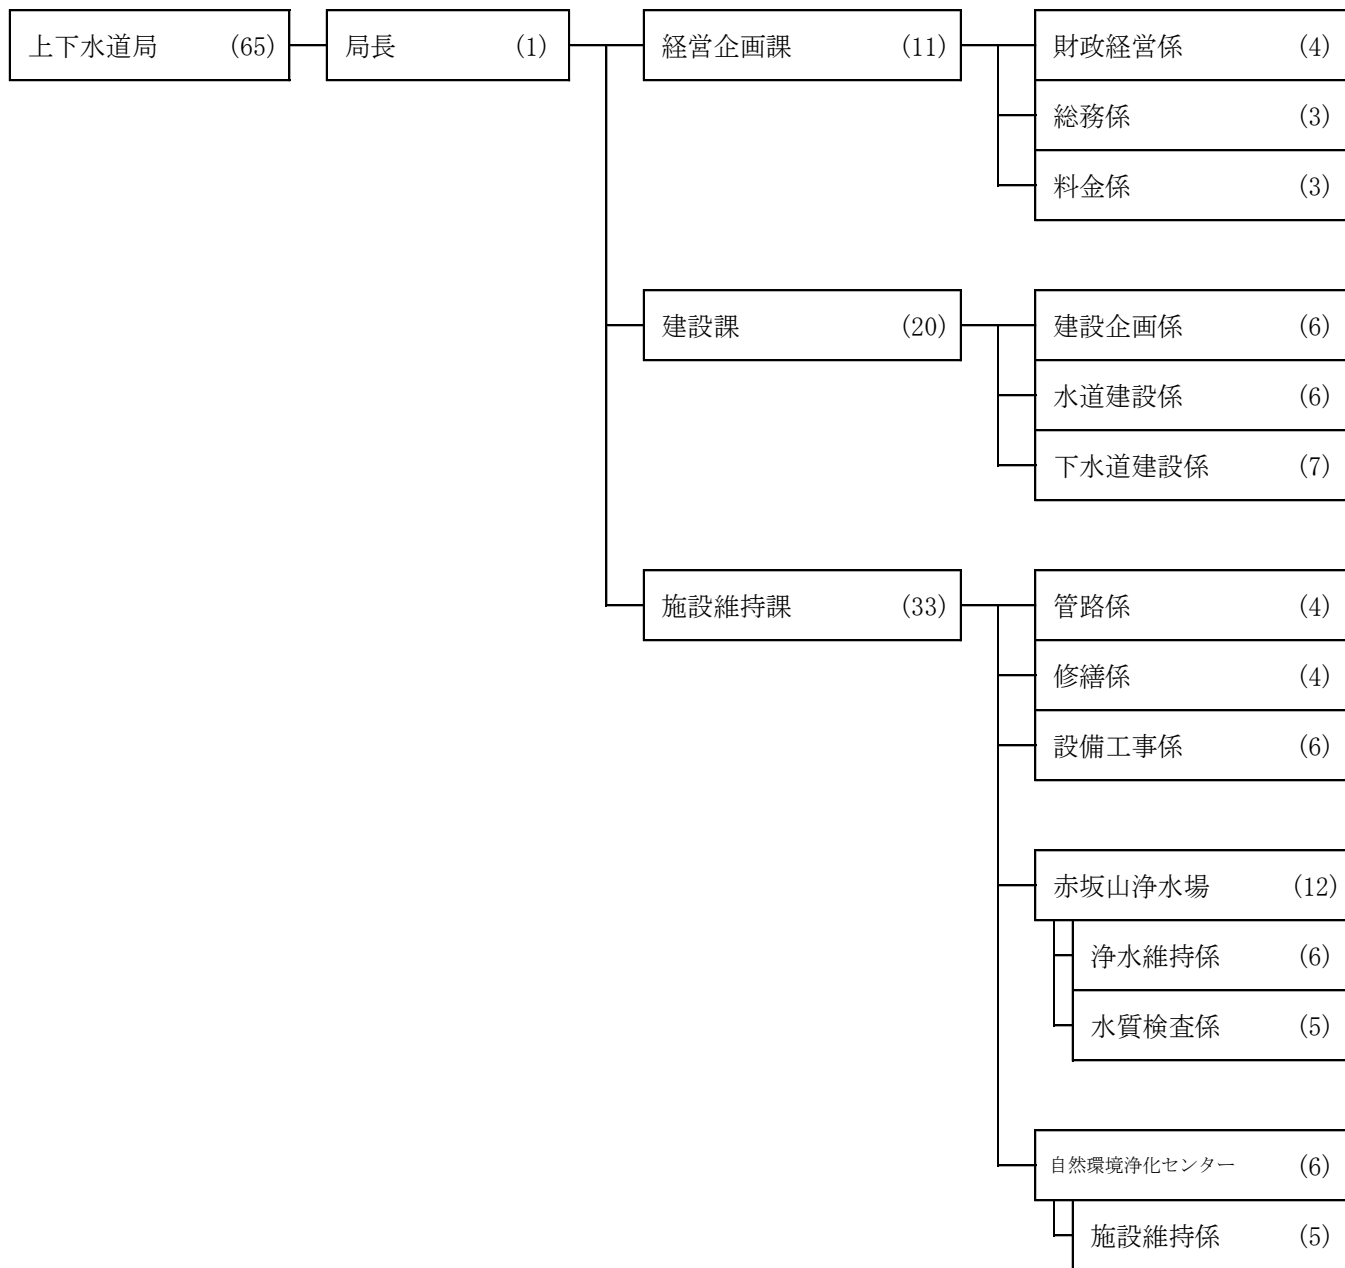 上下水道局 (65) 局長 (1) 経営企画課 (11) 財政経営係 (4)
総務係 (3)
料金係 (3)
建設課 (20) 建設企画係 (6)
水道建設係 (6)
下水道建設係 (7)
施設維持課 (33) 管路係 (4)
修繕係 (4)
設備工事係 (6)
赤坂山浄水場 (12)
浄水維持係 (6)
水質検査係 (5)
自然環境浄化センター (6)
施設維持係 (5)